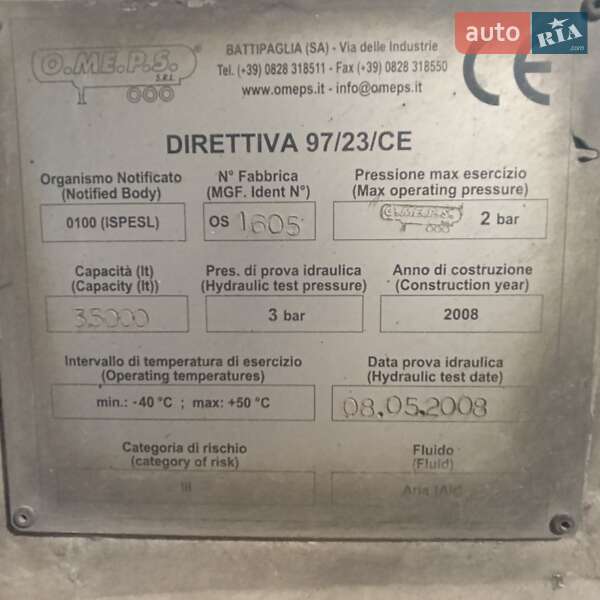 auto RIA .com
O.ME.P.S. S.R.L.
BATTIPAGLIA (SA) - Via delle Industrie
Tel. (+39) 0828 318511 - Fax (+39) 0828 318550
www.omeps.it - info@omeps.it
CE
DIRETTIVA 97/23/CE
Organismo Notificato
(Notified Body)
0100 (ISPESL)
N° Fabbrica
(MGF. Ident N°)
OS 1605
Pressione max esercizio
(Max operating pressure)
O.ME.P.S. 2 bar
Capacità (lt)
(Capacity (lt))
35000
Pres. di prova idraulica
(Hydraulic test pressure)
3 bar
Anno di costruzione
(Construction year)
2008
Intervallo di temperatura di esercizio
(Operating temperatures)
min.: -40 °C ; max: +50 °C
Data prova idraulica
(Hydraulic test date)
08.05.2008
Categoria di rischio
(category of risk)
III
Fluido
(Fluid)
Aria